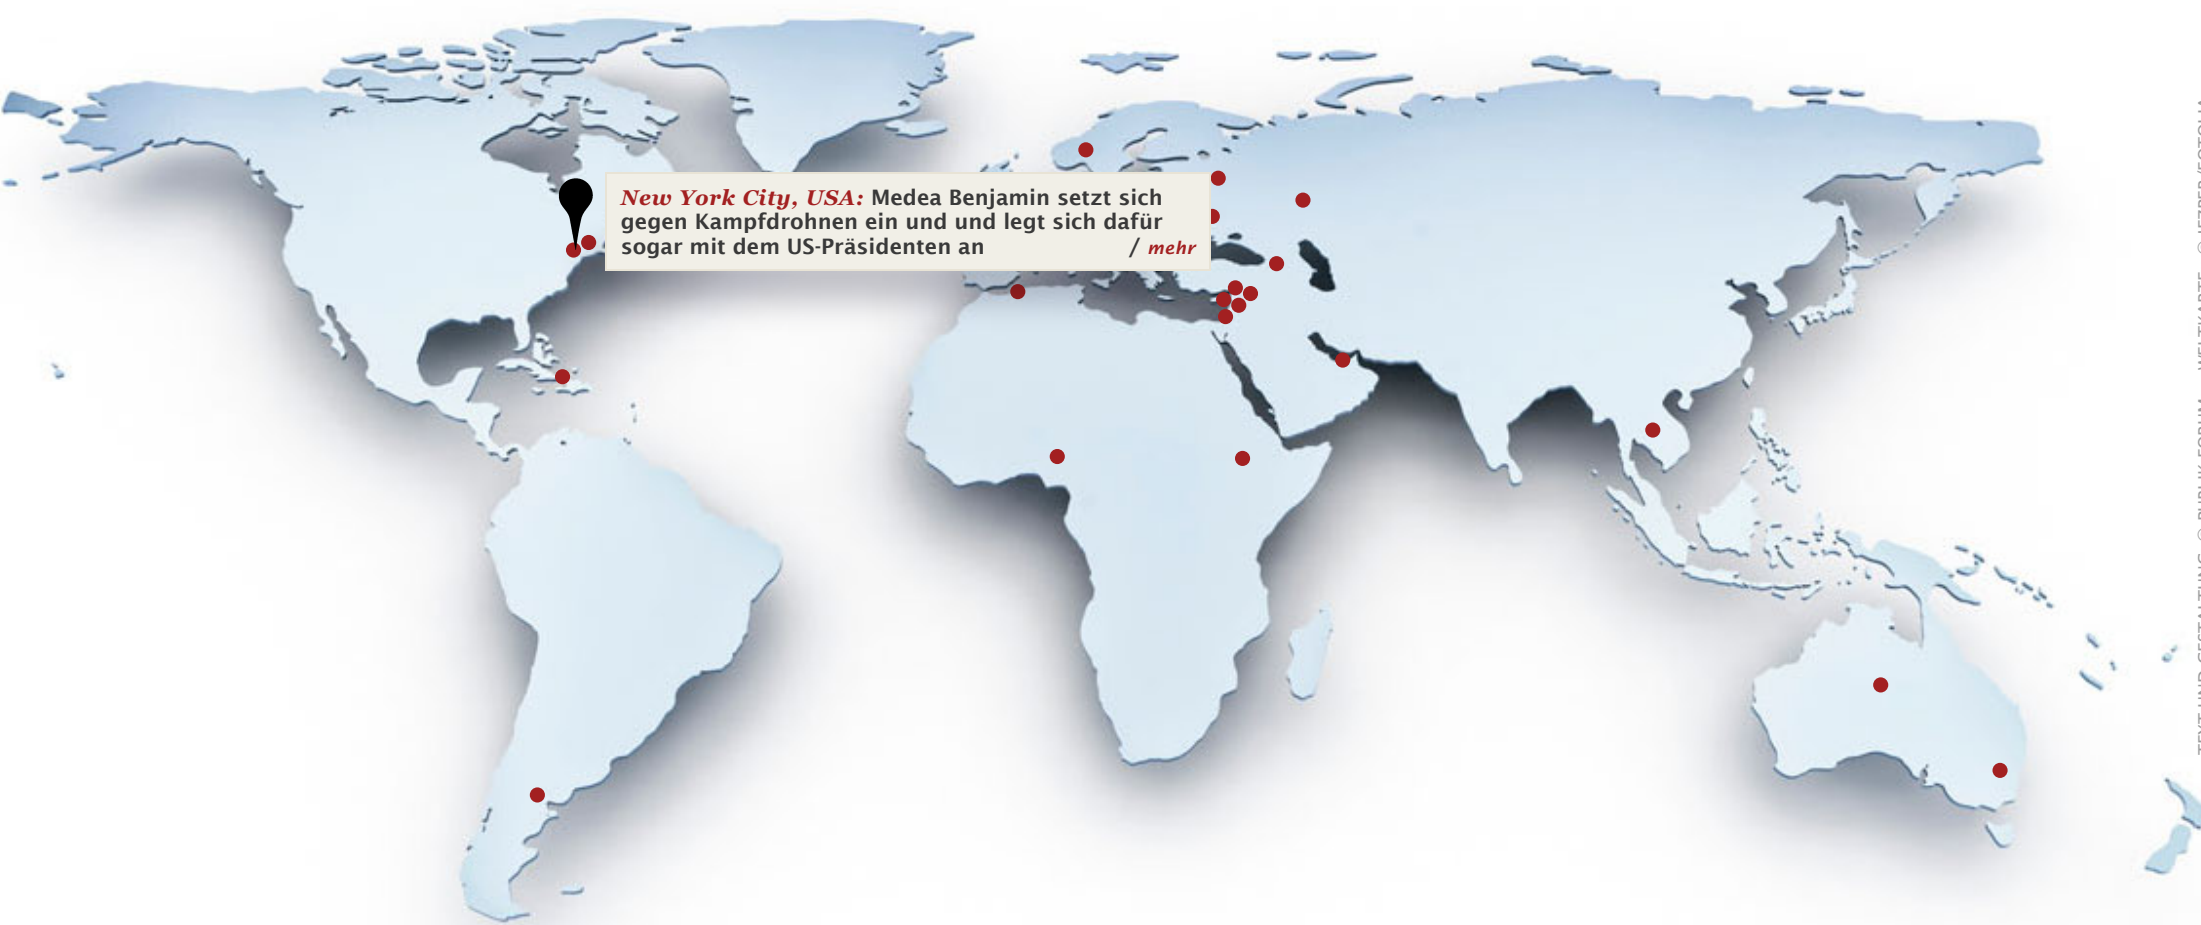 New York City, USA: Medea Benjamin setzt sich
gegen Kampfdrohnen ein und und legt sich dafür
sogar mit dem US-Präsidenten an / mehr